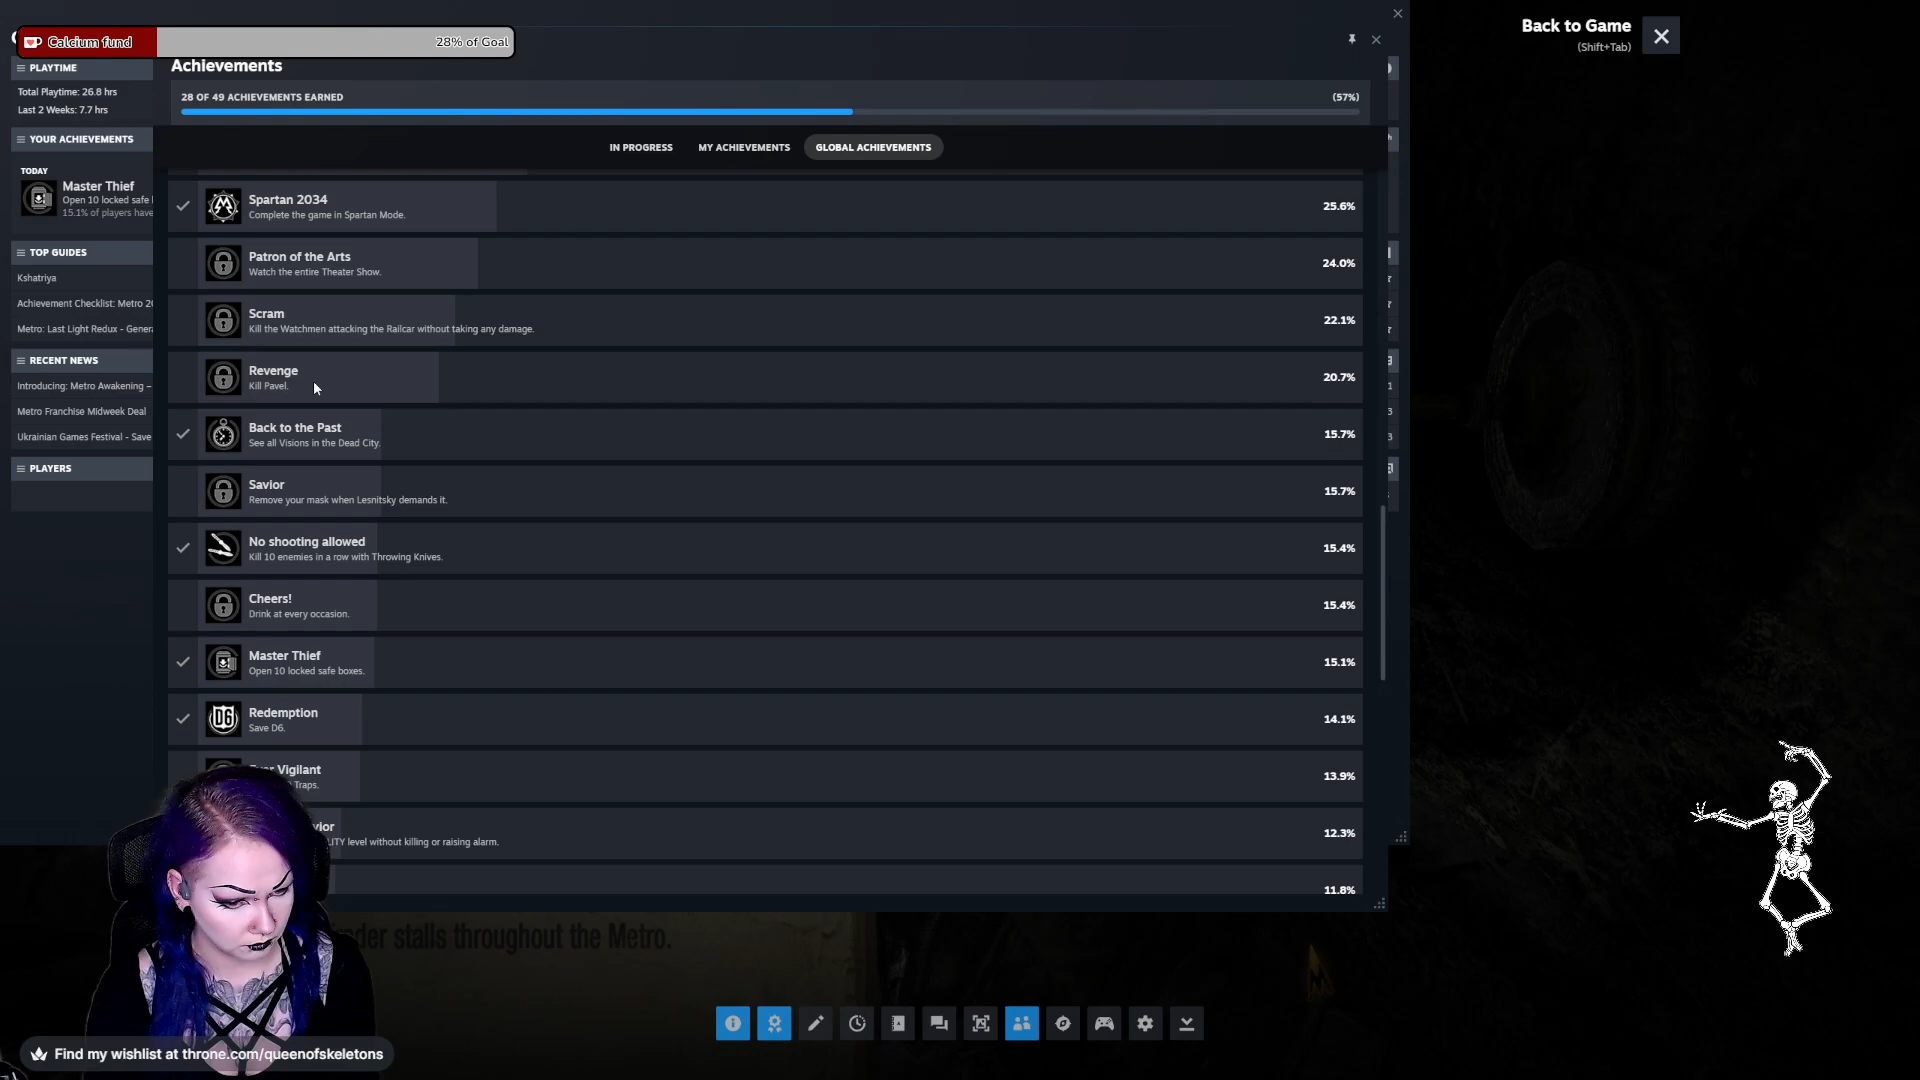 Calcium fund
28% of Goal
Back to Game
(Shift+Tab)
PLAYTIME
Total Playtime: 26.8 hrs
Last 2 Weeks: 7.7 hrs
YOUR ACHIEVEMENTS
TODAY
Master Thief
Open 10 locked safe
15.1% of players have
TOP GUIDES
Kshatriya
Achievement Checklist: Metro 20
Metro: Last Light Redux - Genera
RECENT NEWS
Introducing: Metro Awakening –
Metro Franchise Midweek Deal
Ukrainian Games Festival - Save
PLAYERS
Achievements
28 OF 49 ACHIEVEMENTS EARNED
(57%)
IN PROGRESS
MY ACHIEVEMENTS
GLOBAL ACHIEVEMENTS
Spartan 2034
Complete the game in Spartan Mode.
25.6%
Patron of the Arts
Watch the entire Theater Show.
24.0%
Scram
Kill the Watchmen attacking the Railcar without taking any damage.
22.1%
Revenge
Kill Pavel.
20.7%
Back to the Past
See all Visions in the Dead City.
15.7%
Savior
Remove your mask when Lesnitsky demands it.
15.7%
No shooting allowed
Kill 10 enemies in a row with Throwing Knives.
15.4%
Cheers!
Drink at every occasion.
15.4%
Master Thief
Open 10 locked safe boxes.
15.1%
D6
Redemption
Save D6.
14.1%
Vigilant
Traps.
13.9%
vior
LITY level without killing or raising alarm.
12.3%
11.8%
ader stalls throughout the Metro.
Find my wishlist at throne.com/queenofskeletons